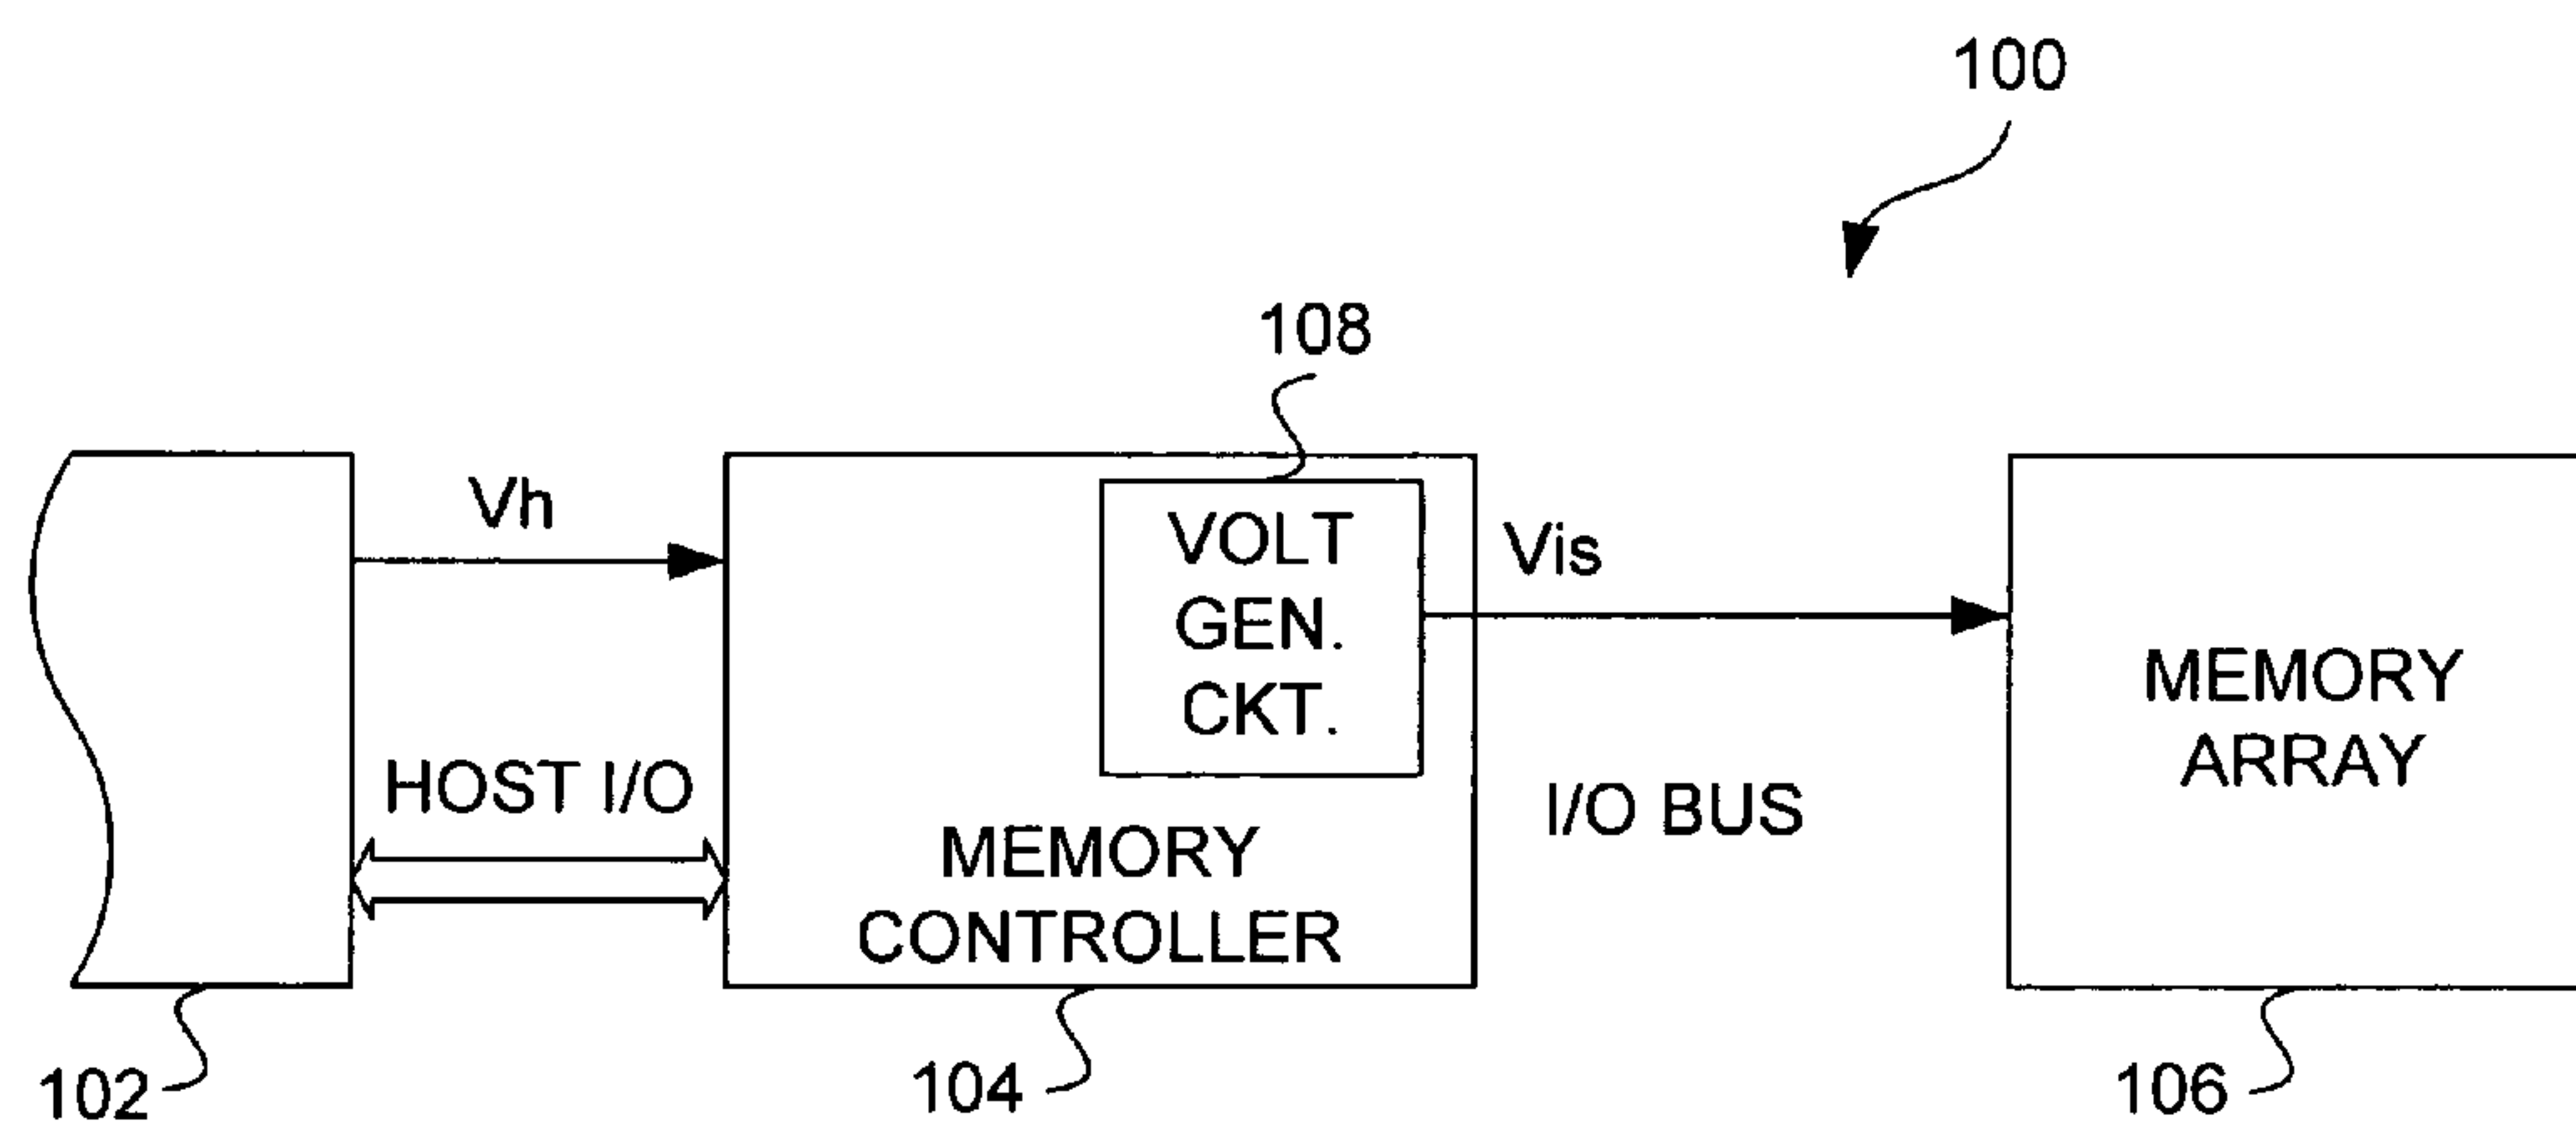 100
108
Vh
VOLT
GEN.
CKT.
Vis
HOST I/O
MEMORY
CONTROLLER
I/O BUS
MEMORY
ARRAY
102
104
106